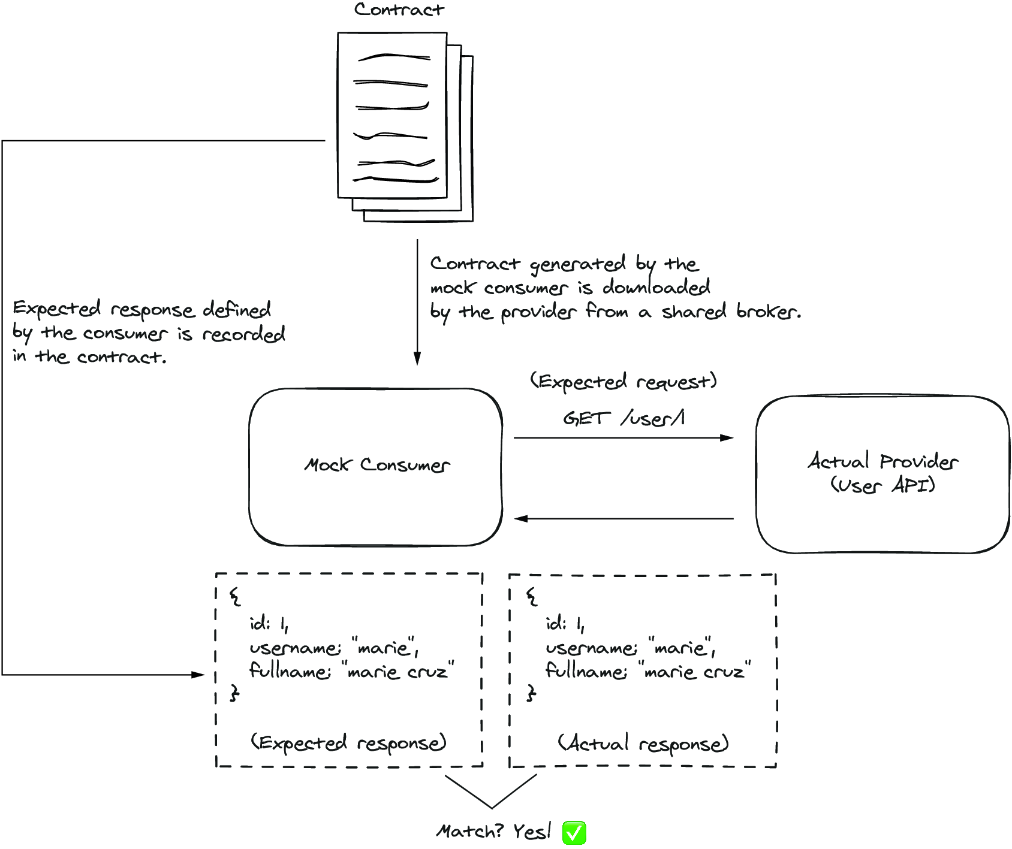 Contract
Contract generated by the
mock consumer is downloaded
by the provider from a shared broker.
Expected response defined
by the consumer is recorded
in the contract.
(Expected request)
GET /user/1
Mock Consumer
Actual Provider
(User API)
{
id: 1,
username: "marie",
fullname: "marie cruz"
}
(Expected response)
{
id: 1,
username: "marie",
fullname: "marie cruz"
}
(Actual response)
Match? Yes! ✅